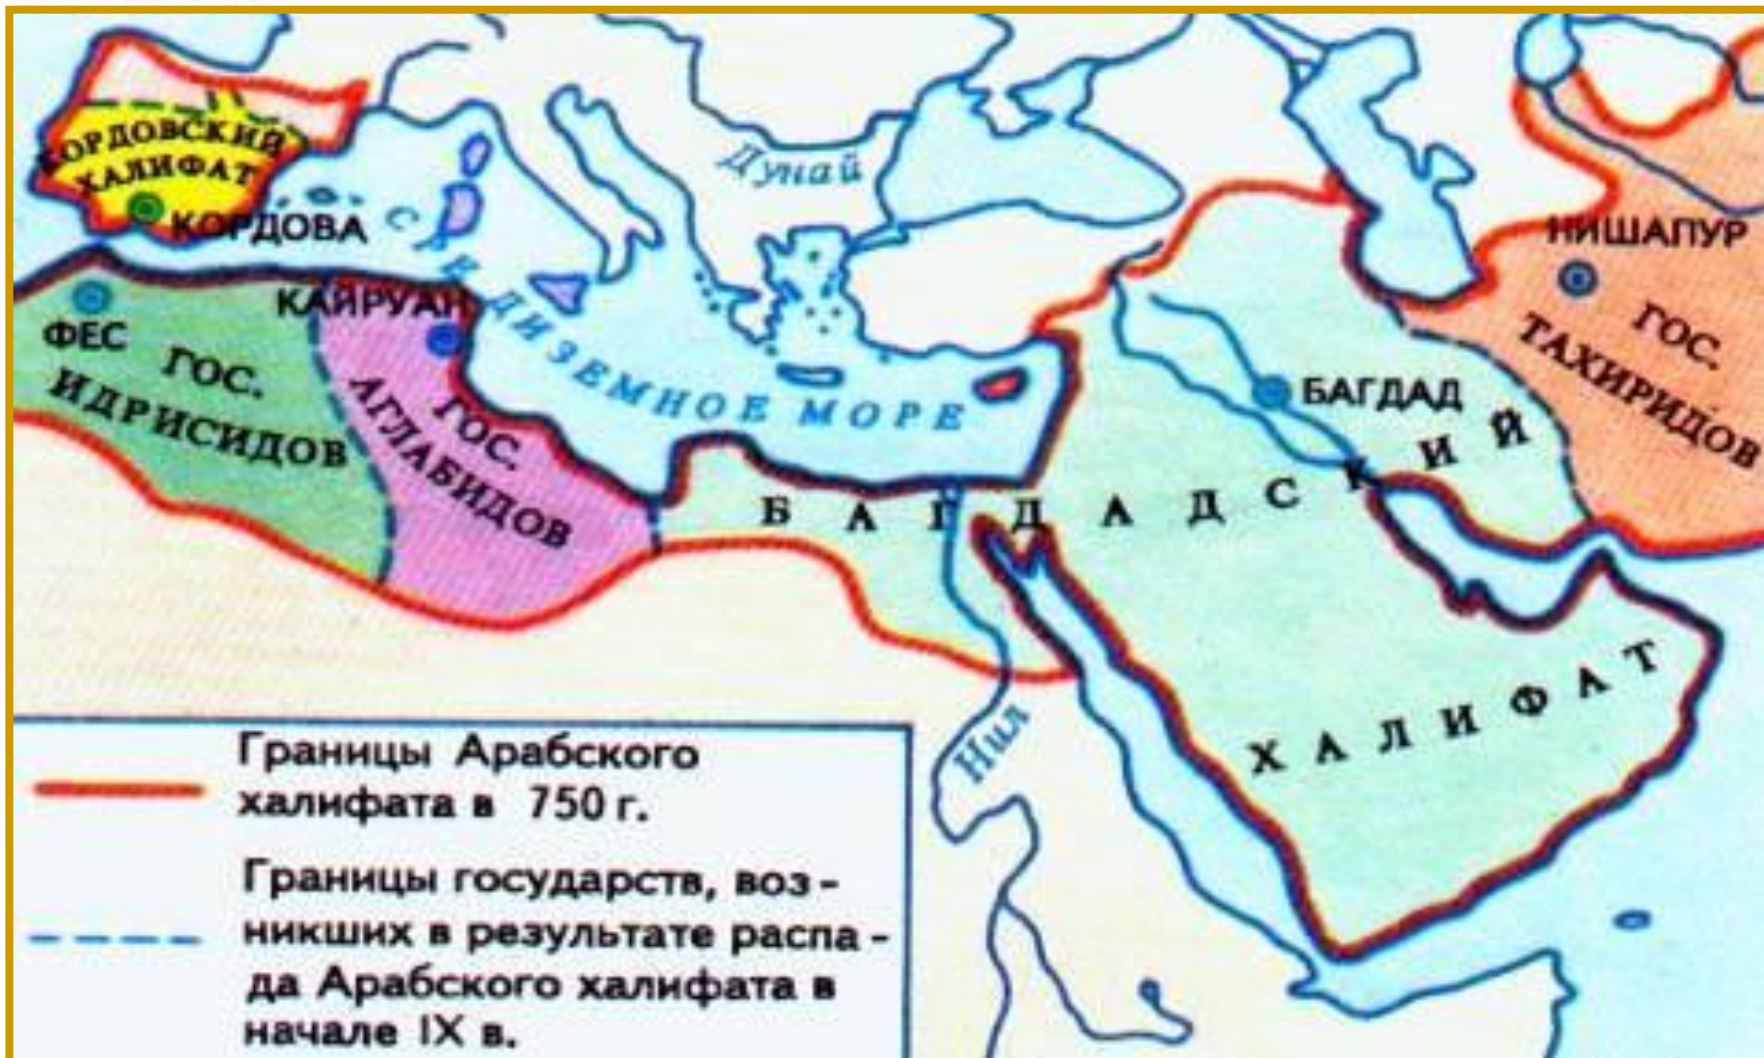 КОРДОВСКИЙ
ХАЛИФАТ
КОРДОВА
СРЕДИЗЕМНОЕ МОРЕ
Дунай
КАЙРУАН
ФЕС
ГОС.
ИДРИСИДОВ
ГОС.
АГЛАБИДОВ
НИШАПУР
ГОС.
ТАХИРИДОВ
БАГДАД
БАГДАДСКИЙ
ХАЛИФАТ
Нил
Границы Арабского
халифата в 750 г.
Границы государств, воз-
никших в результате распа-
да Арабского халифата в
начале IX в.